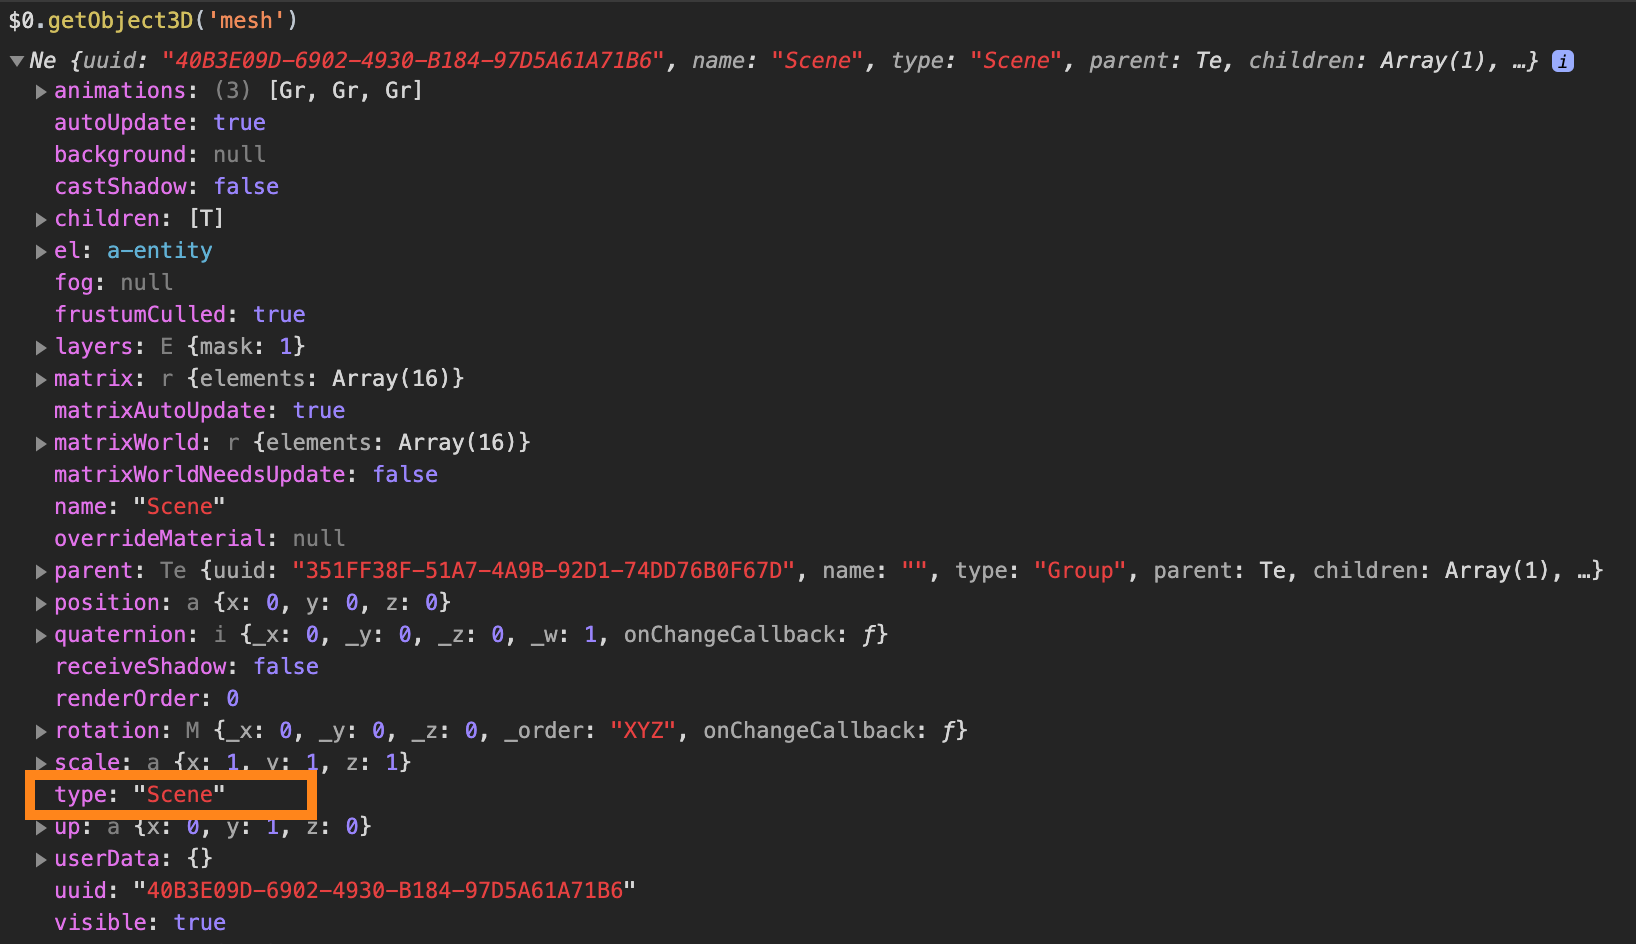 $0.getObject3D('mesh')
▼Ne {uuid: "40B3E09D-6902-4930-B184-97D5A61A71B6", name: "Scene", type: "Scene", parent: Te, children: Array(1), …} i
▶animations: (3) [Gr, Gr, Gr]
autoUpdate: true
background: null
castShadow: false
▶children: [T]
▶el: a-entity
fog: null
frustumCulled: true
▶layers: E {mask: 1}
▶matrix: r {elements: Array(16)}
matrixAutoUpdate: true
▶matrixWorld: r {elements: Array(16)}
matrixWorldNeedsUpdate: false
name: "Scene"
overrideMaterial: null
▶parent: Te {uuid: "351FF38F-51A7-4A9B-92D1-74DD76B0F67D", name: "", type: "Group", parent: Te, children: Array(1), …}
▶position: a {x: 0, y: 0, z: 0}
▶quaternion: i {_x: 0, _y: 0, _z: 0, _w: 1, onChangeCallback: ƒ}
receiveShadow: false
renderOrder: 0
▶rotation: M {_x: 0, _y: 0, _z: 0, _order: "XYZ", onChangeCallback: ƒ}
▶scale: a {x: 1, y: 1, z: 1}
type: "Scene"
▶up: a {x: 0, y: 1, z: 0}
▶userData: {}
uuid: "40B3E09D-6902-4930-B184-97D5A61A71B6"
visible: true